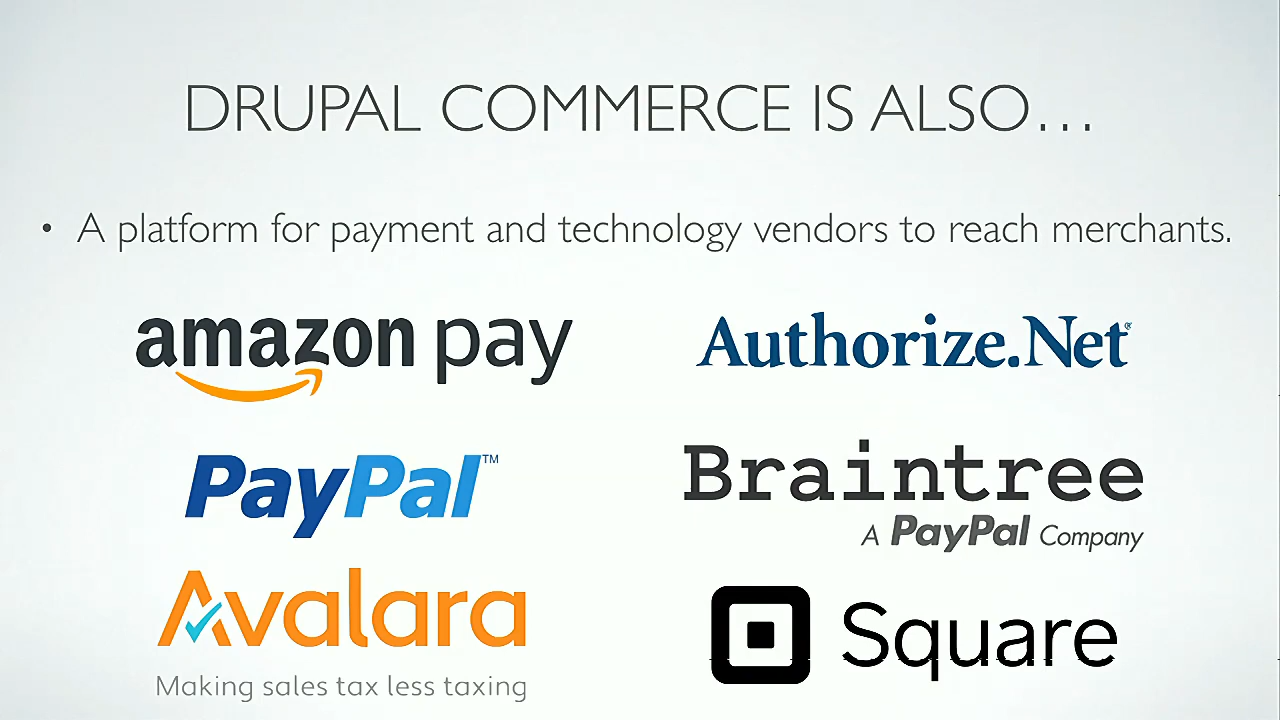 DRUPAL COMMERCE IS ALSO...
• A platform for payment and technology vendors to reach merchants.
amazon pay
Authorize.Net®
PayPal™
Braintree
A PayPal Company
Avalara
Making sales tax less taxing
Square